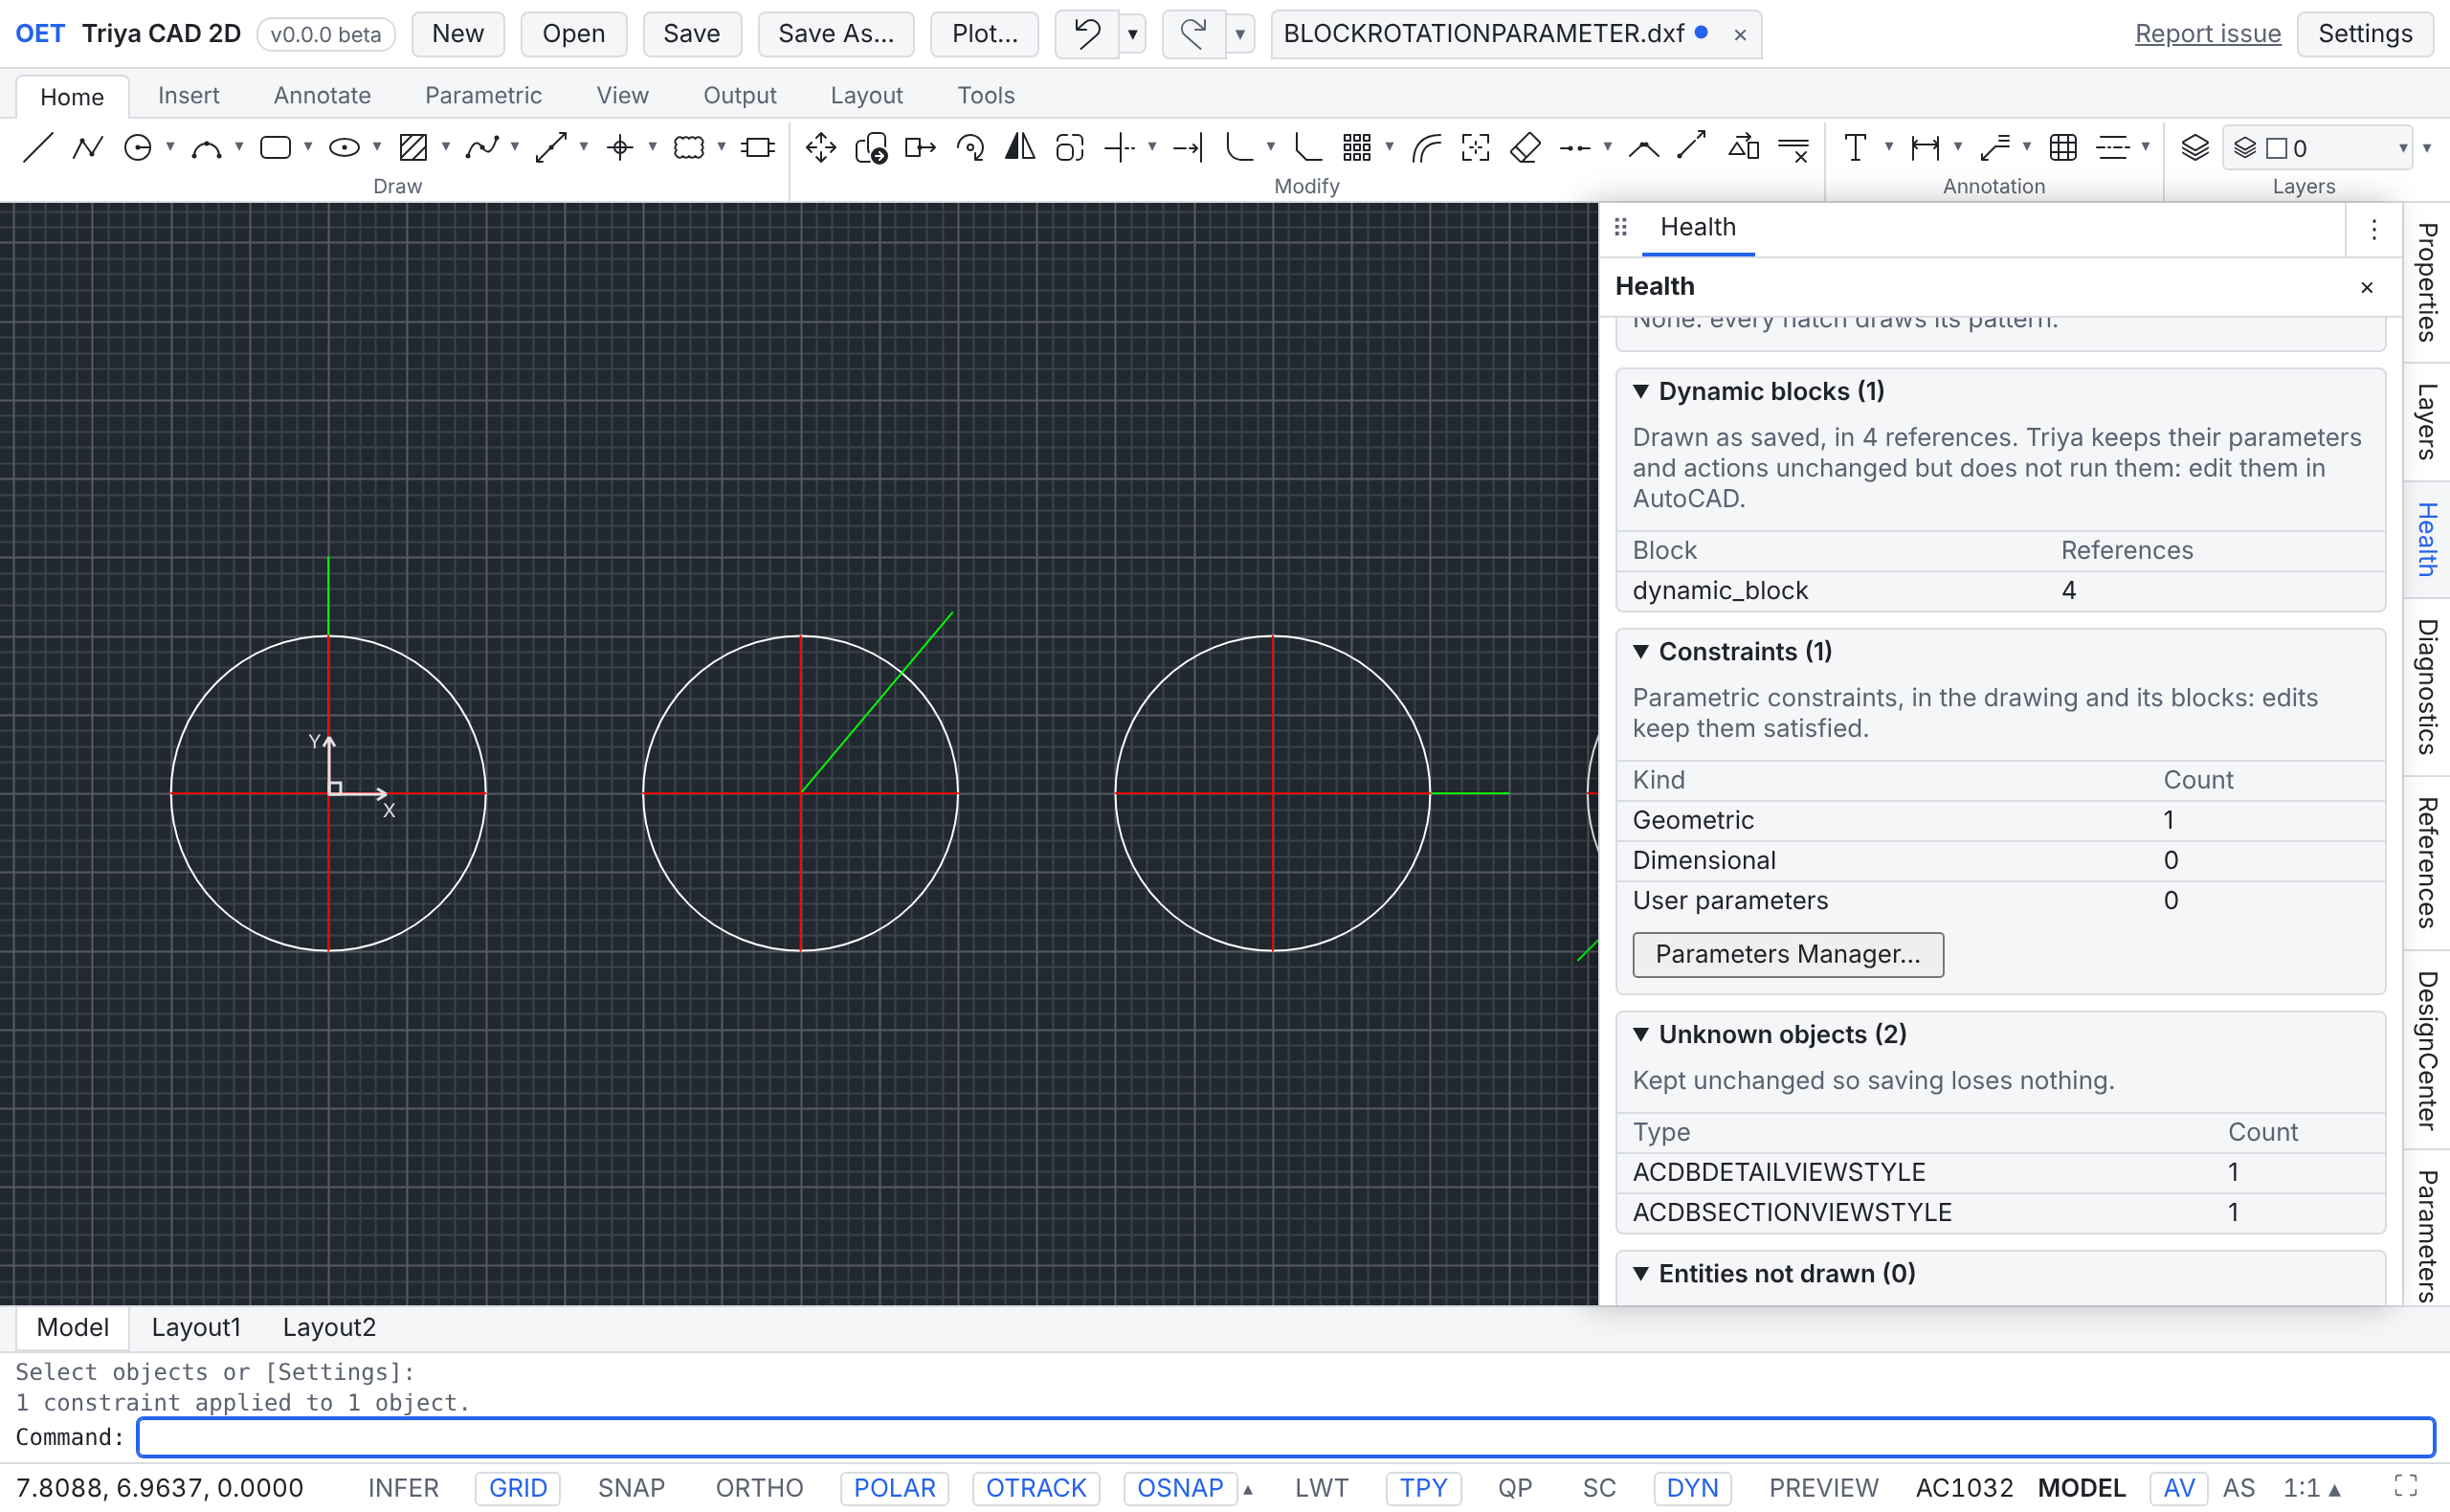 OET Triya CAD 2D v0.0.0 beta New Open Save Save As... Plot... BLOCKROTATIONPARAMETER.dxf × Report issue Settings
Home Insert Annotate Parametric View Output Layout Tools
0
Draw Modify Annotation Layers
Health
Health ×
None: every hatch draws its pattern.
Dynamic blocks (1)
Drawn as saved, in 4 references. Triya keeps their parameters
and actions unchanged but does not run them: edit them in
AutoCAD.
Block References
dynamic_block 4
Constraints (1)
Parametric constraints, in the drawing and its blocks: edits
keep them satisfied.
Kind Count
Geometric 1
Dimensional 0
User parameters 0
Parameters Manager...
Unknown objects (2)
Kept unchanged so saving loses nothing.
Type Count
ACDBDETAILVIEWSTYLE 1
ACDBSECTIONVIEWSTYLE 1
Entities not drawn (0)
Properties
Layers
Health
Diagnostics
References
DesignCenter
Parameters
Y
X
Model Layout1 Layout2
Select objects or [Settings]:
1 constraint applied to 1 object.
Command:
7.8088, 6.9637, 0.0000 INFER GRID SNAP ORTHO POLAR OTRACK OSNAP LWT TPY QP SC DYN PREVIEW AC1032 MODEL AV AS 1:1